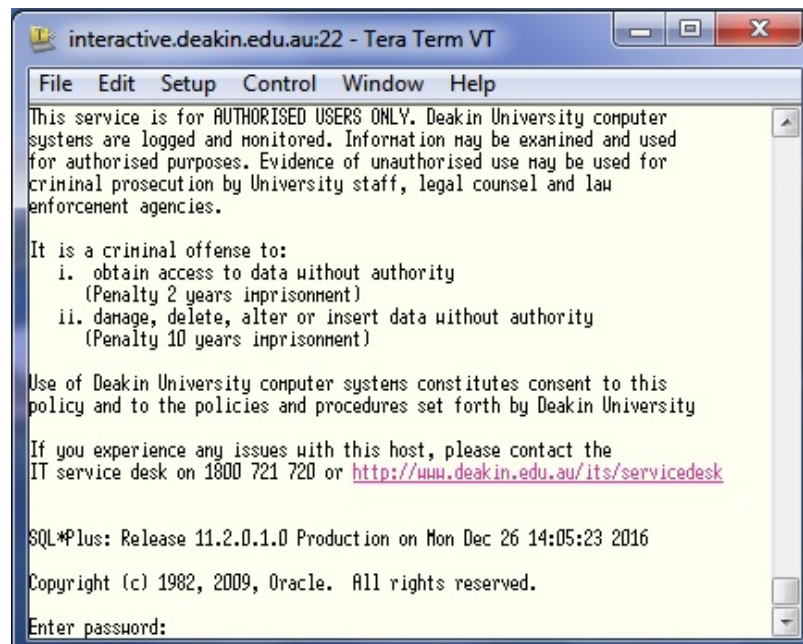 interactive.deakin.edu.au:22 - Tera Term VT
File Edit Setup Control Window Help
This service is for AUTHORISED USERS ONLY. Deakin University computer
systems are logged and monitored. Information may be examined and used
for authorised purposes. Evidence of unauthorised use may be used for
criminal prosecution by University staff, legal counsel and law
enforcement agencies.
It is a criminal offense to:
i. obtain access to data without authority
(Penalty 2 years imprisonment)
ii. damage, delete, alter or insert data without authority
(Penalty 10 years imprisonment)
Use of Deakin University computer systems constitutes consent to this
policy and to the policies and procedures set forth by Deakin University
If you experience any issues with this host, please contact the
IT service desk on 1800 721 720 or http://www.deakin.edu.au/its/servicedesk
SQL*Plus: Release 11.2.0.1.0 Production on Mon Dec 26 14:05:23 2016
Copyright (c) 1982, 2009, Oracle. All rights reserved.
Enter password: